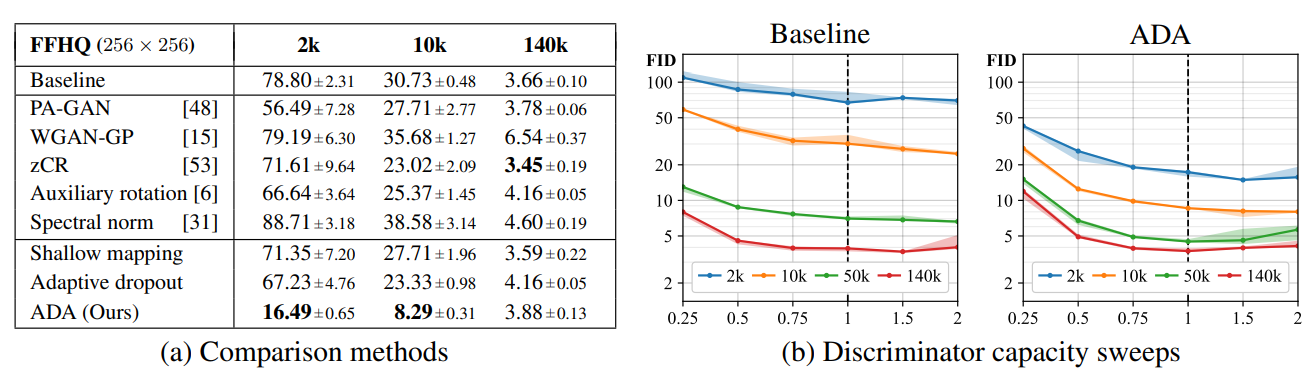 FFHQ (256 × 256) 2k 10k 140k
Baseline 78.80 ±2.31 30.73 ±0.48 3.66 ±0.10
PA-GAN [48] 56.49 ±7.28 27.71 ±2.77 3.78 ±0.06
WGAN-GP [15] 79.19 ±6.30 35.68 ±1.27 6.54 ±0.37
zCR [53] 71.61 ±9.64 23.02 ±2.09 3.45 ±0.19
Auxiliary rotation [6] 66.64 ±3.64 25.37 ±1.45 4.16 ±0.05
Spectral norm [31] 88.71 ±3.18 38.58 ±3.14 4.60 ±0.19
Shallow mapping 71.35 ±7.20 27.71 ±1.96 3.59 ±0.22
Adaptive dropout 67.23 ±4.76 23.33 ±0.98 4.16 ±0.05
ADA (Ours) 16.49 ±0.65 8.29 ±0.31 3.88 ±0.13
(a) Comparison methods
Baseline
FID
100
50
20
10
5
2
2k 10k 50k 140k
0.25 0.5 0.75 1 1.5 2
ADA
FID
100
50
20
10
5
2
2k 10k 50k 140k
0.25 0.5 0.75 1 1.5 2
(b) Discriminator capacity sweeps